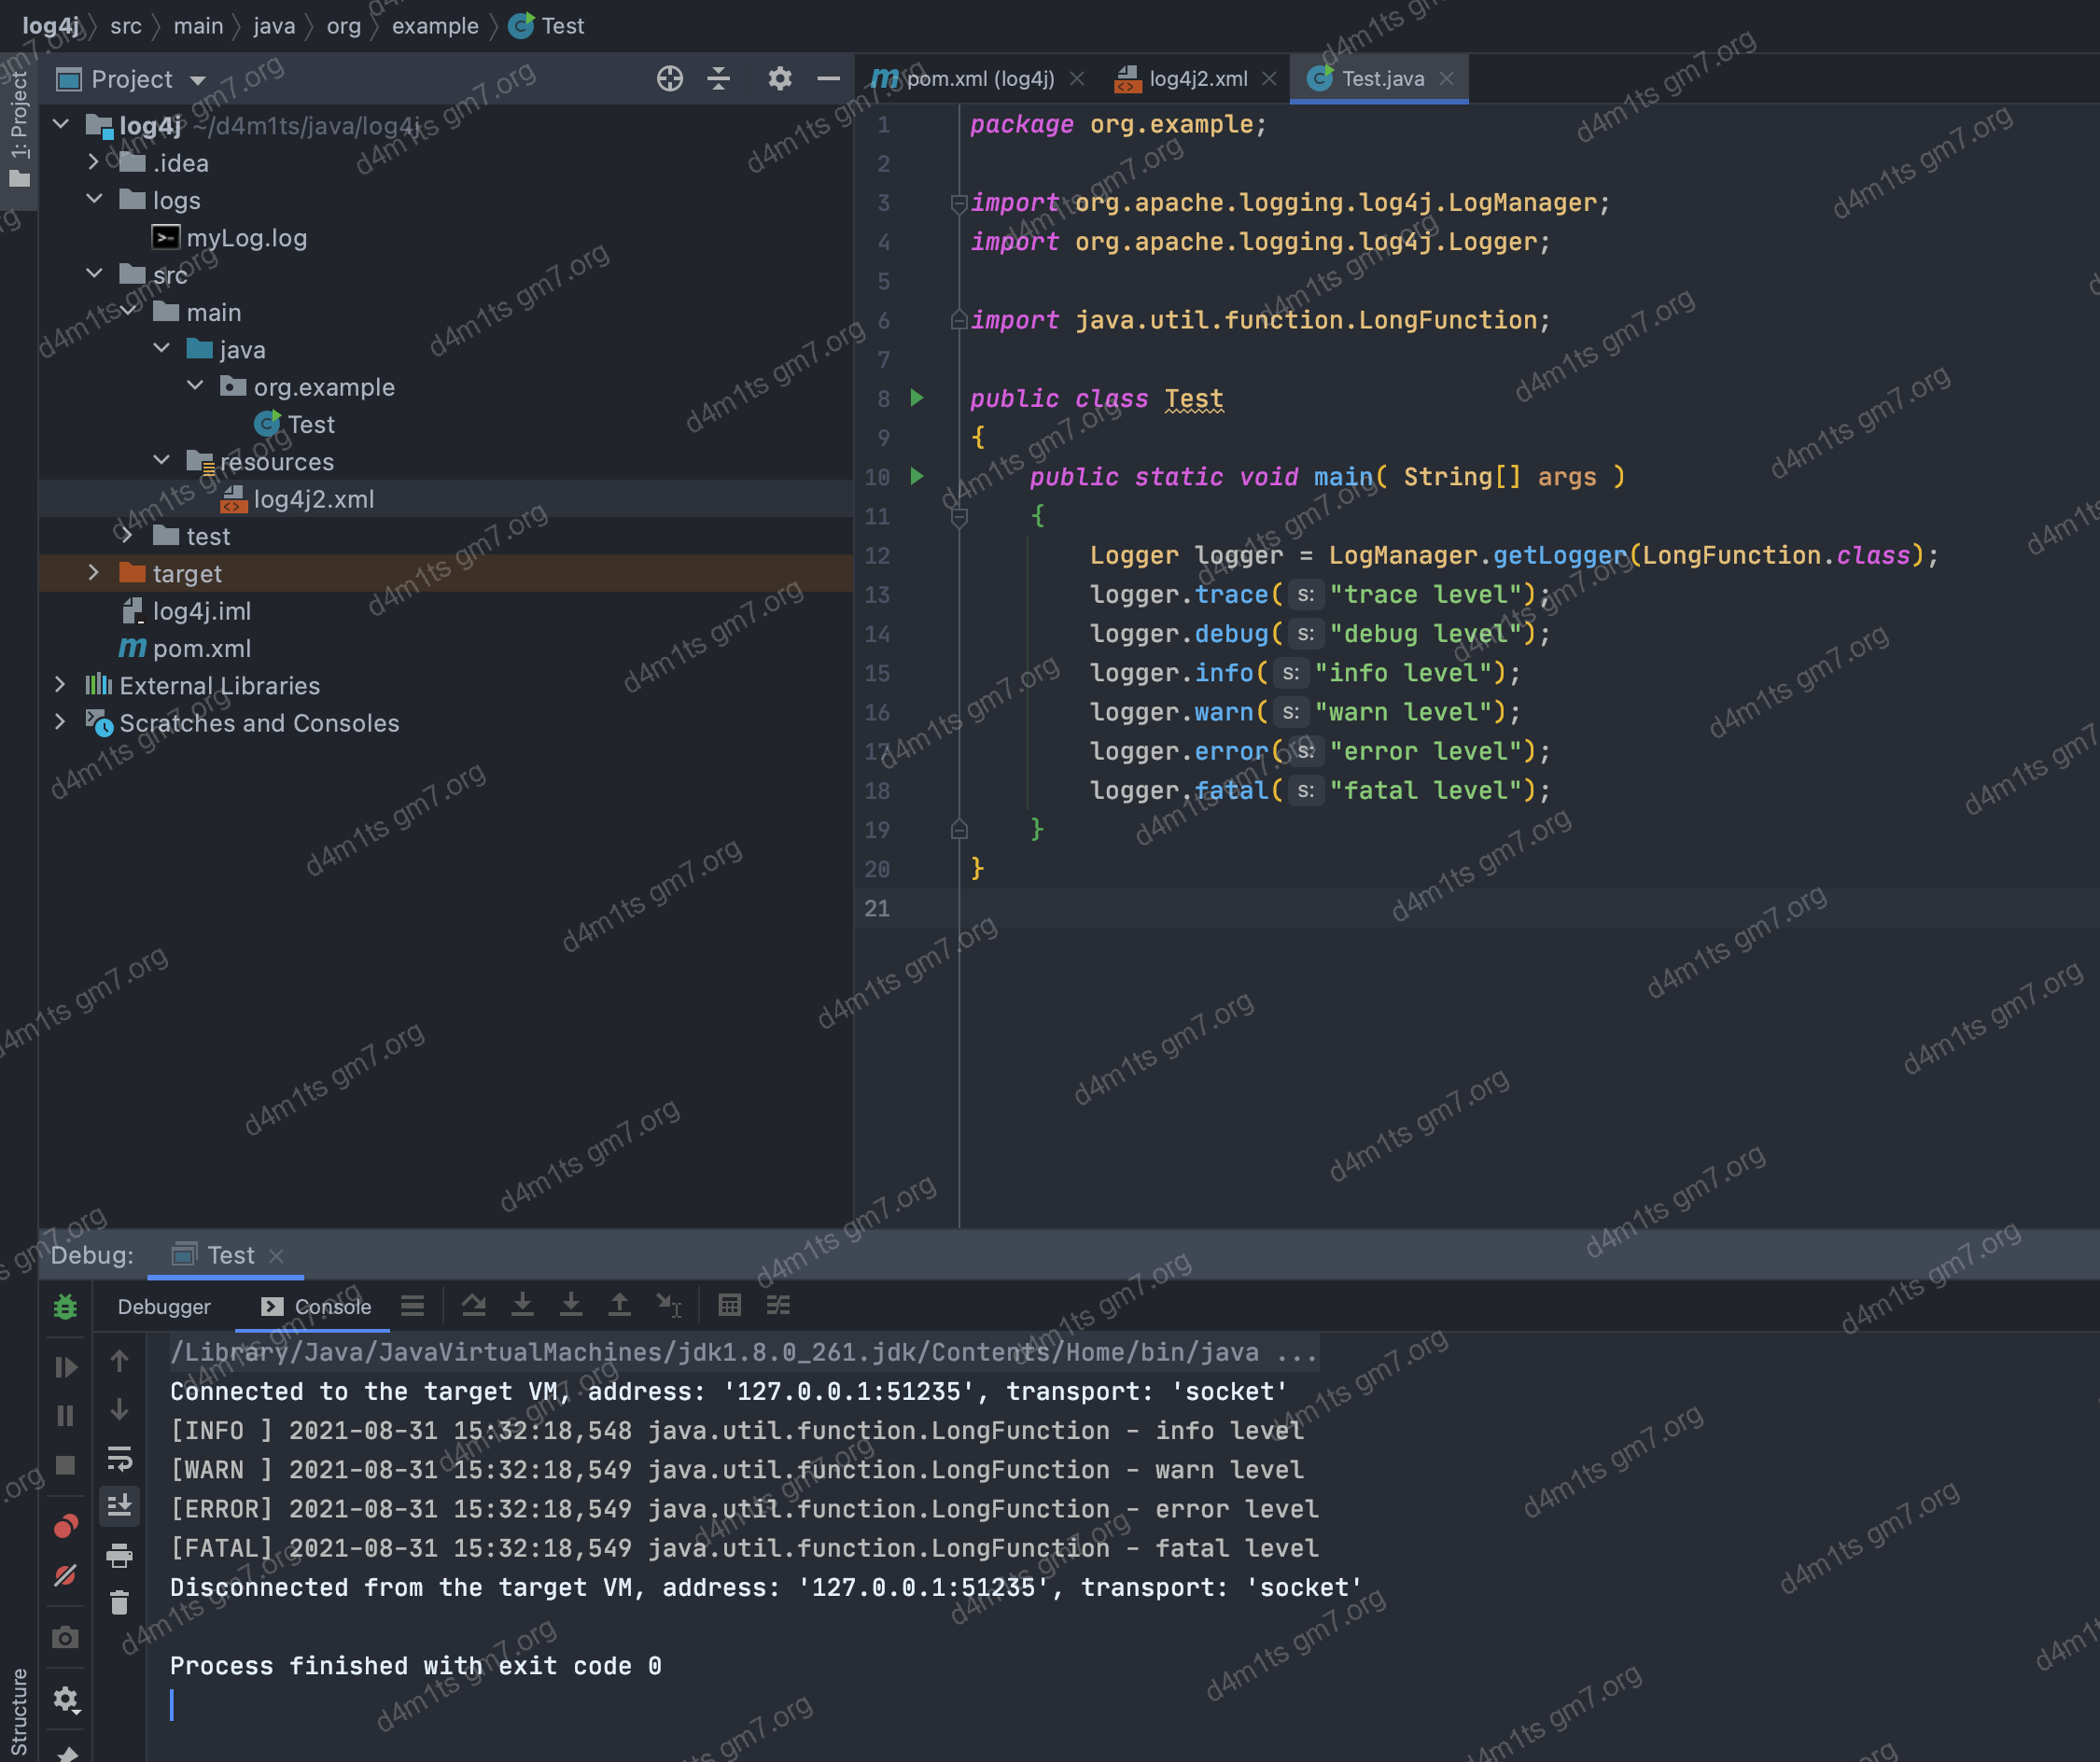 log4j src main java org example Test
1: Project
Project
log4j ~/d4m1ts/java/log4j
.idea
logs
myLog.log
src
main
java
org.example
Test
resources
log4j2.xml
test
target
log4j.iml
pom.xml
External Libraries
Scratches and Consoles
pom.xml (log4j) log4j2.xml Test.java
1 package org.example;
2
3 import org.apache.logging.log4j.LogManager;
4 import org.apache.logging.log4j.Logger;
5
6 import java.util.function.LongFunction;
7
8 public class Test
9 {
10 public static void main( String[] args )
11 {
12 Logger logger = LogManager.getLogger(LongFunction.class);
13 logger.trace( s: "trace level");
14 logger.debug( s: "debug level");
15 logger.info( s: "info level");
16 logger.warn( s: "warn level");
17 logger.error( s: "error level");
18 logger.fatal( s: "fatal level");
19 }
20 }
21
Debug: Test
Debugger Console
/Library/Java/JavaVirtualMachines/jdk1.8.0_261.jdk/Contents/Home/bin/java ...
Connected to the target VM, address: '127.0.0.1:51235', transport: 'socket'
[INFO ] 2021-08-31 15:32:18,548 java.util.function.LongFunction - info level
[WARN ] 2021-08-31 15:32:18,549 java.util.function.LongFunction - warn level
[ERROR] 2021-08-31 15:32:18,549 java.util.function.LongFunction - error level
[FATAL] 2021-08-31 15:32:18,549 java.util.function.LongFunction - fatal level
Disconnected from the target VM, address: '127.0.0.1:51235', transport: 'socket'
Process finished with exit code 0
Structure
d4m1ts gm7.org